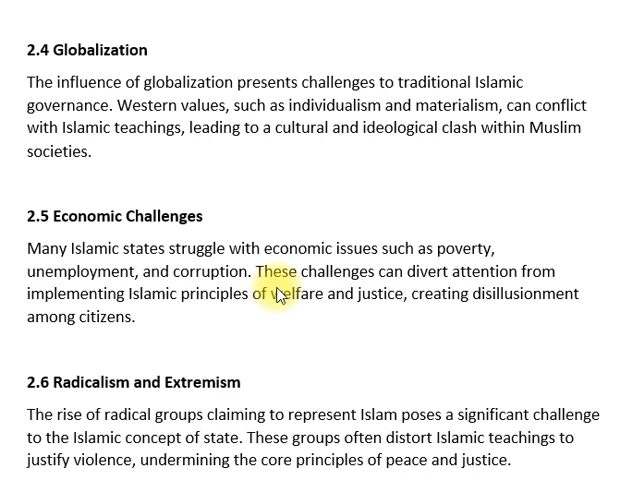 2.4 Globalization
The influence of globalization presents challenges to traditional Islamic
governance. Western values, such as individualism and materialism, can conflict
with Islamic teachings, leading to a cultural and ideological clash within Muslim
societies.
2.5 Economic Challenges
Many Islamic states struggle with economic issues such as poverty,
unemployment, and corruption. These challenges can divert attention from
implementing Islamic principles of welfare and justice, creating disillusionment
among citizens.
2.6 Radicalism and Extremism
The rise of radical groups claiming to represent Islam poses a significant challenge
to the Islamic concept of state. These groups often distort Islamic teachings to
justify violence, undermining the core principles of peace and justice.